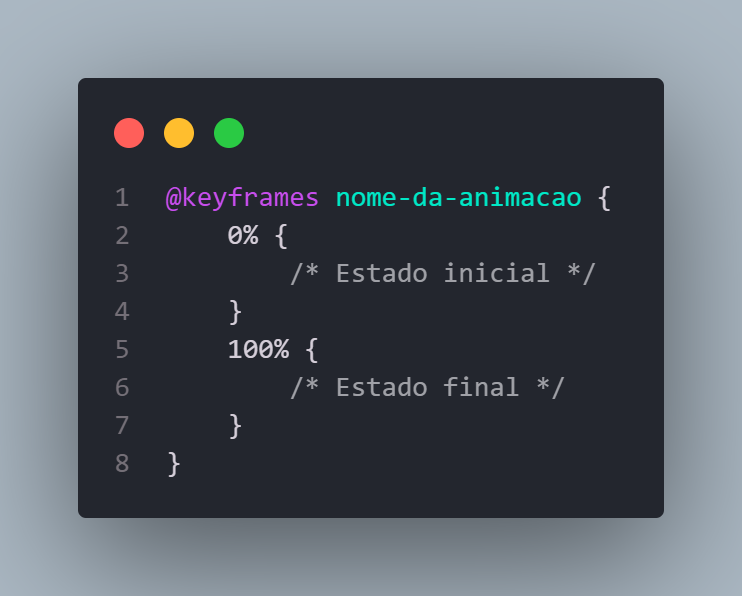 1 @keyframes nome-da-animacao {
2     0% {
3         /* Estado inicial */
4     }
5     100% {
6         /* Estado final */
7     }
8 }